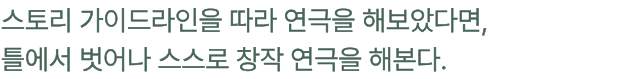 스토리 가이드라인을 따라 연극을 해보았다면,
틀에서 벗어나 스스로 창작 연극을 해본다.